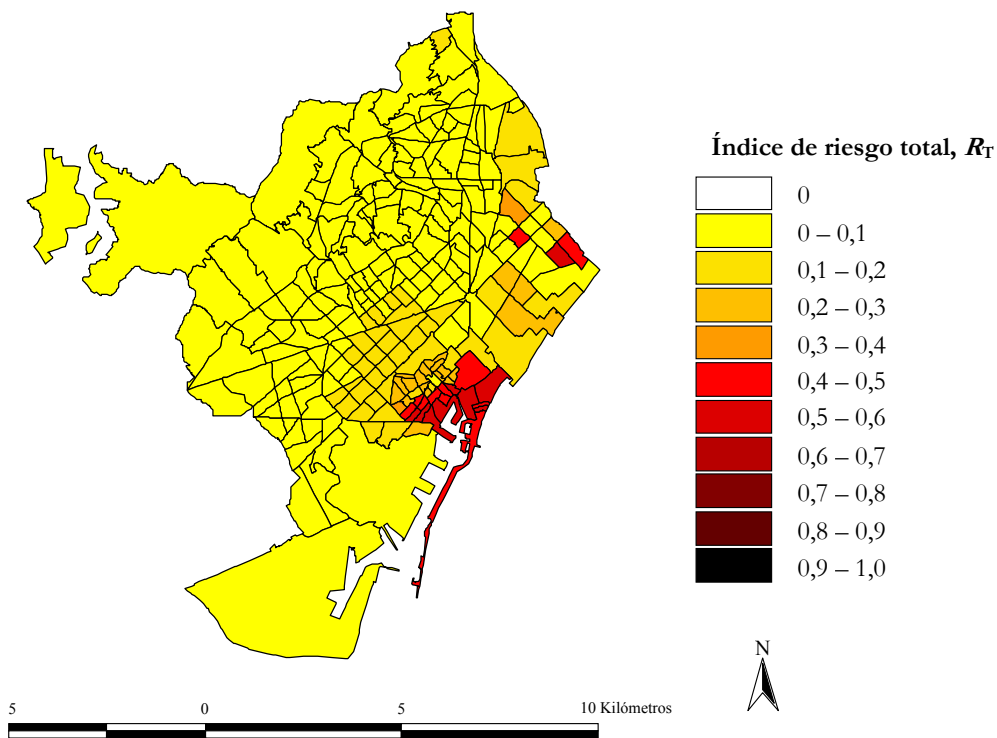 Índice de riesgo total, R_T
0
0 – 0,1
0,1 – 0,2
0,2 – 0,3
0,3 – 0,4
0,4 – 0,5
0,5 – 0,6
0,6 – 0,7
0,7 – 0,8
0,8 – 0,9
0,9 – 1,0
N
5 0 5 10 Kilómetros